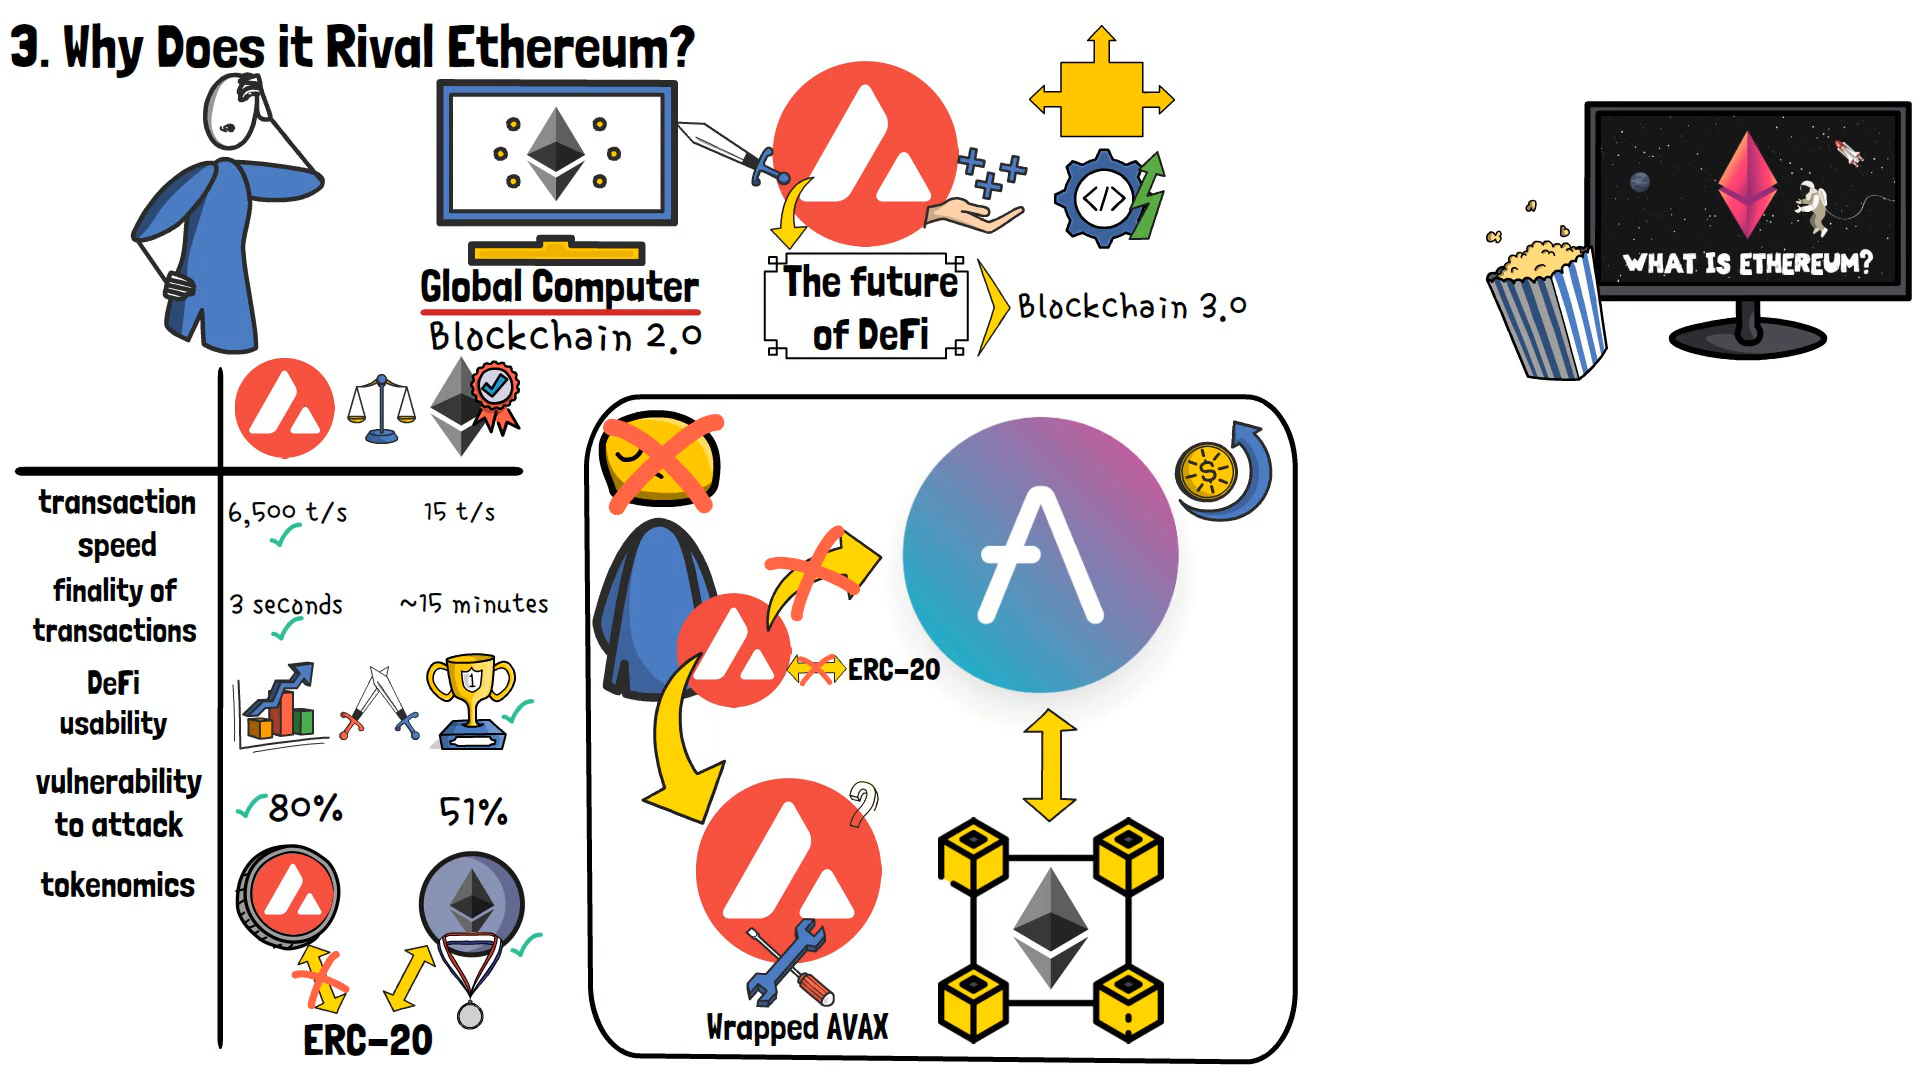 3. Why Does it Rival Ethereum?
Global Computer
Blockchain 2.0
The future
of DeFi
Blockchain 3.0
</>
WHAT IS ETHEREUM?
transaction
speed
6,500 t/s
15 t/s
finality of
transactions
3 seconds
~15 minutes
DeFi
usability
1
vulnerability
to attack
80%
51%
tokenomics
ERC-20
$
ERC-20
?
Wrapped AVAX